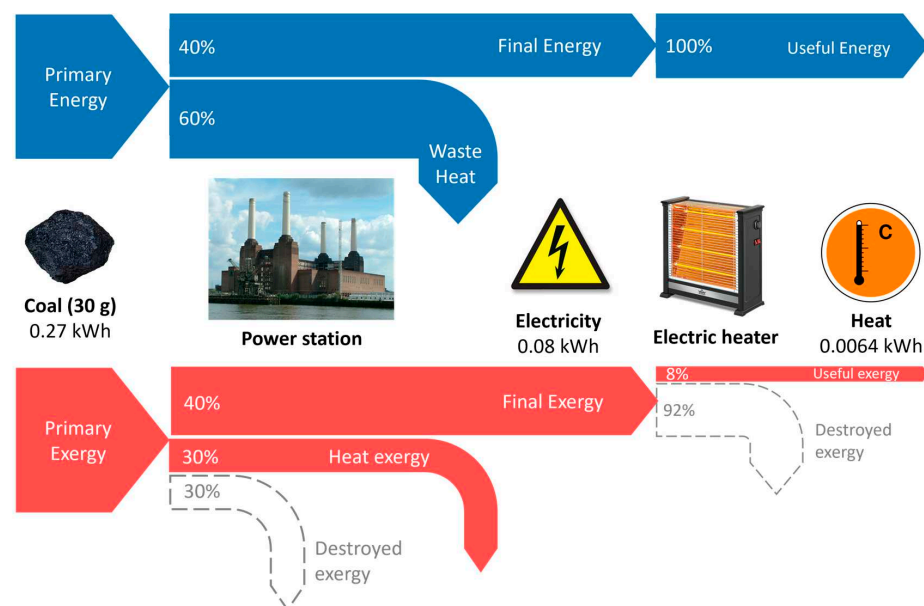 40%
Final Energy
100%
Useful Energy
Primary
Energy
60%
Waste
Heat
C
Coal (30 g)
0.27 kWh
Power station
Electricity
0.08 kWh
Electric heater
Heat
0.0064 kWh
40%
Final Exergy
8%
Useful exergy
92%
Destroyed
exergy
Primary
Exergy
30%
Heat exergy
30%
Destroyed
exergy